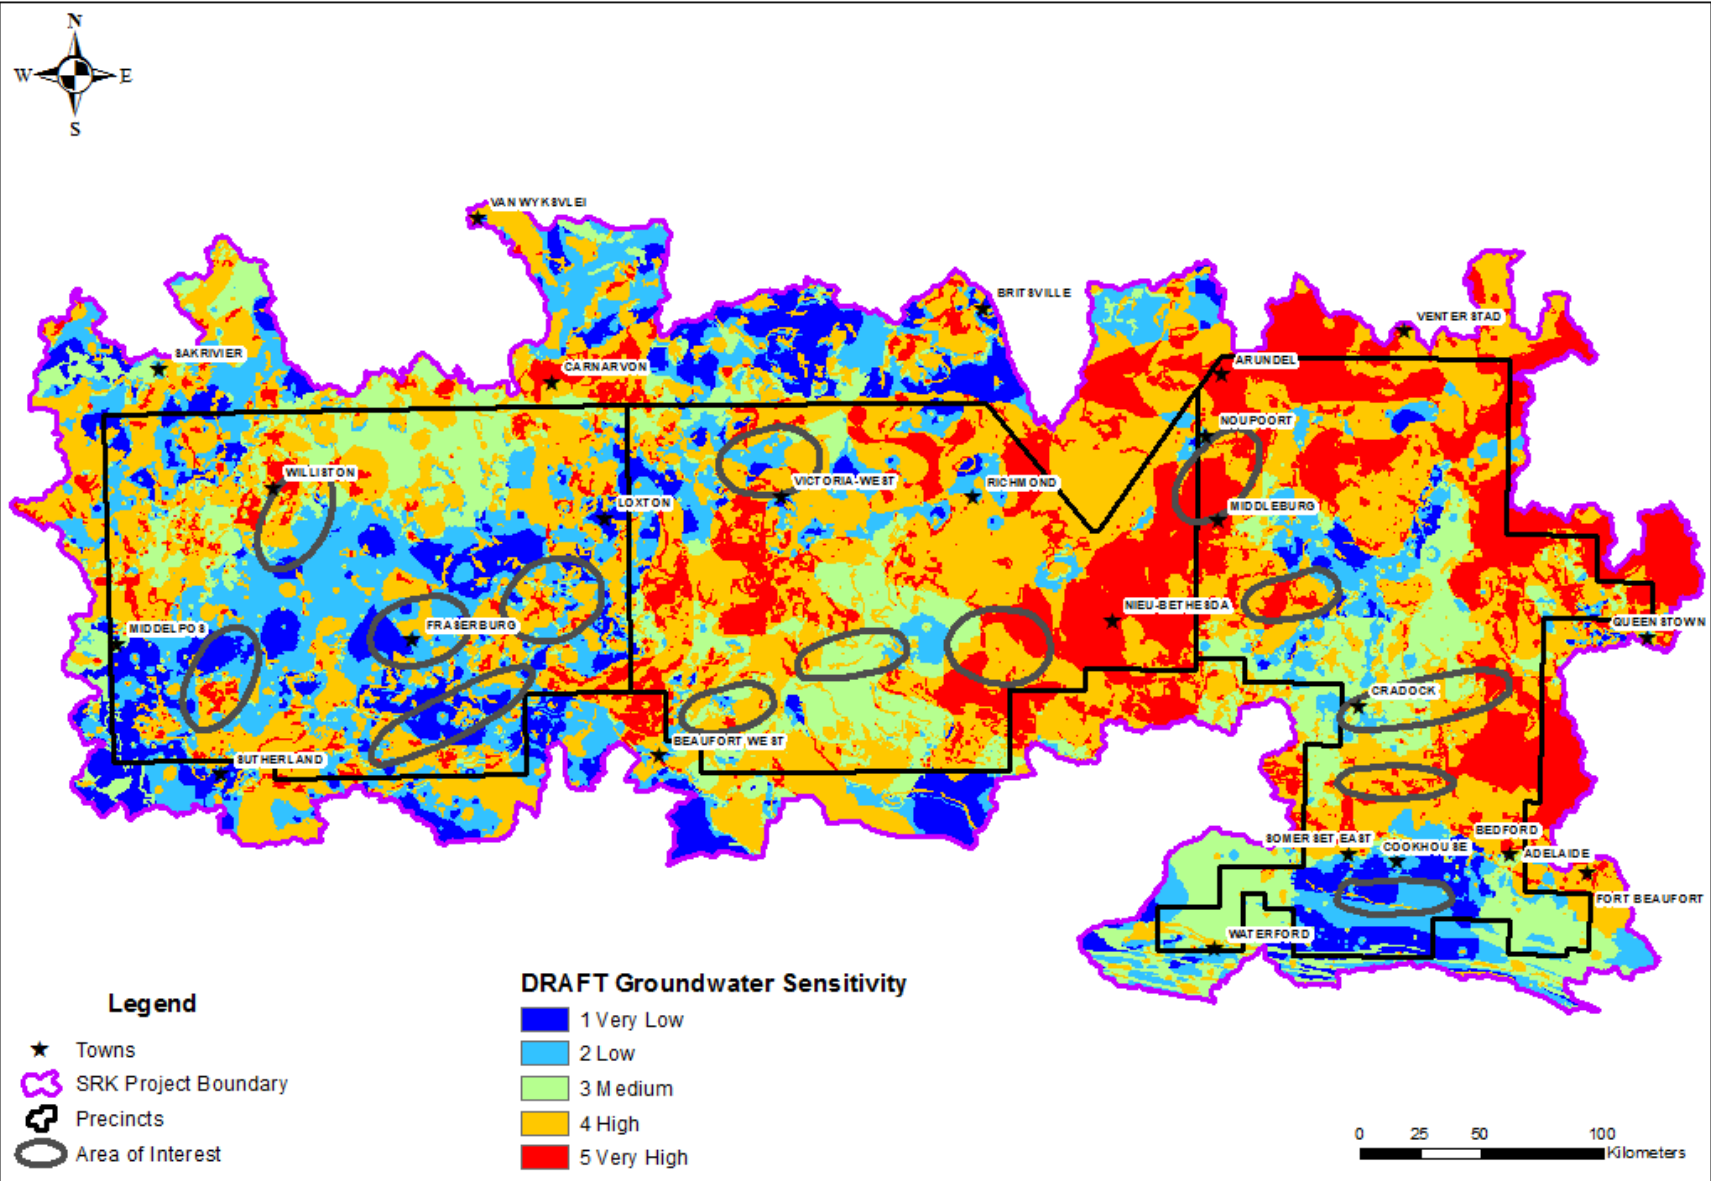 N
W E
S
VAN WYKSVLEI
BRITSVILLE
VENTERSTAD
SAKRIVIER
ARUNDEL
CARNARVON
NOUPOORT
WILLISTON
VICTORIA-WEST
RICHMOND
LOXTON
MIDDLEBURG
NIEU-BETHESDA
MIDDELPOS
FRASERBURG
QUEENSTOWN
CRADOCK
BEAUFORT WEST
SUTHERLAND
BEDFORD
SOMERSET EAST
COOKHOUSE
ADELAIDE
FORT BEAUFORT
WATERFORD
Legend
Towns
SRK Project Boundary
Precincts
Area of Interest
DRAFT Groundwater Sensitivity
1 Very Low
2 Low
3 Medium
4 High
5 Very High
0 25 50 100
Kilometers